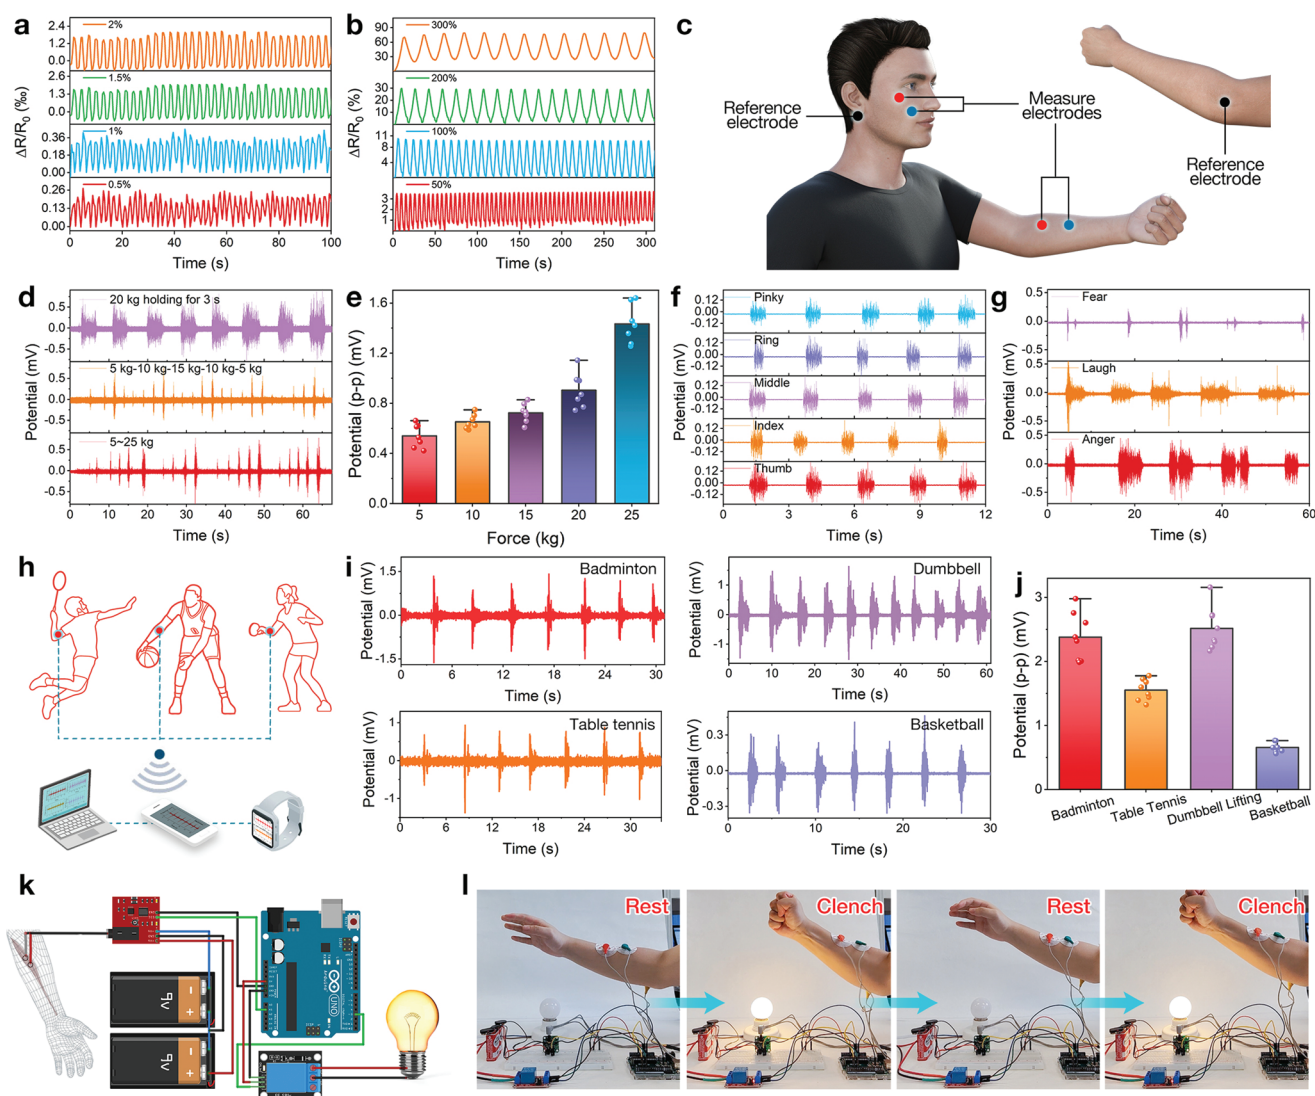 a
2.4
1.2
0.0
2%
2.6
1.3
0.0
1.5%
0.36
0.18
0.00
1%
0.26
0.13
0.00
0.5%
ΔR/R0 (‰)
0 20 40 60 80 100
Time (s)
b
90
60
30
300%
30
20
10
0
200%
11
8
4
100%
3
2
1
50%
ΔR/R0 (%)
0 50 100 150 200 250 300
Time (s)
c
Reference
electrode
Measure
electrodes
Reference
electrode
d
20 kg holding for 3 s
0.5
0.0
-0.5
5 kg-10 kg-15 kg-10 kg-5 kg
0.5
0.0
-0.5
5~25 kg
0.5
0.0
-0.5
Potential (mV)
0 20 40 60
Time (s)
e
1.6
1.2
0.8
0.4
0.0
Potential (p-p) (mV)
5 10 15 20 25
Force (kg)
f
Pinky
0.12
0.00
-0.12
Ring
0.12
0.00
-0.12
Middle
0.12
0.00
-0.12
Index
0.12
0.00
-0.12
Thumb
0.12
0.00
-0.12
Potential (mV)
0 3 6 9 12
Time (s)
g
Fear
0.5
0.0
-0.5
Laugh
0.5
0.0
-0.5
Anger
0.5
0.0
-0.5
Potential (mV)
0 20 40 60
Time (s)
h
i
Badminton
1.5
0.0
-1.5
Potential (mV)
0 6 12 18 24 30
Time (s)
Dumbbell
1
0
-1
Potential (mV)
0 10 20 30 40 50 60
Time (s)
Table tennis
1
0
-1
Potential (mV)
0 6 12 18 24 30
Time (s)
Basketball
0.3
0.0
-0.3
Potential (mV)
0 10 20 30
Time (s)
j
3
2
1
0
Potential (p-p) (mV)
Badminton
Table Tennis
Dumbbell Lifting
Basketball
k
9V
9V
UNO
l
Rest
Clench
Rest
Clench